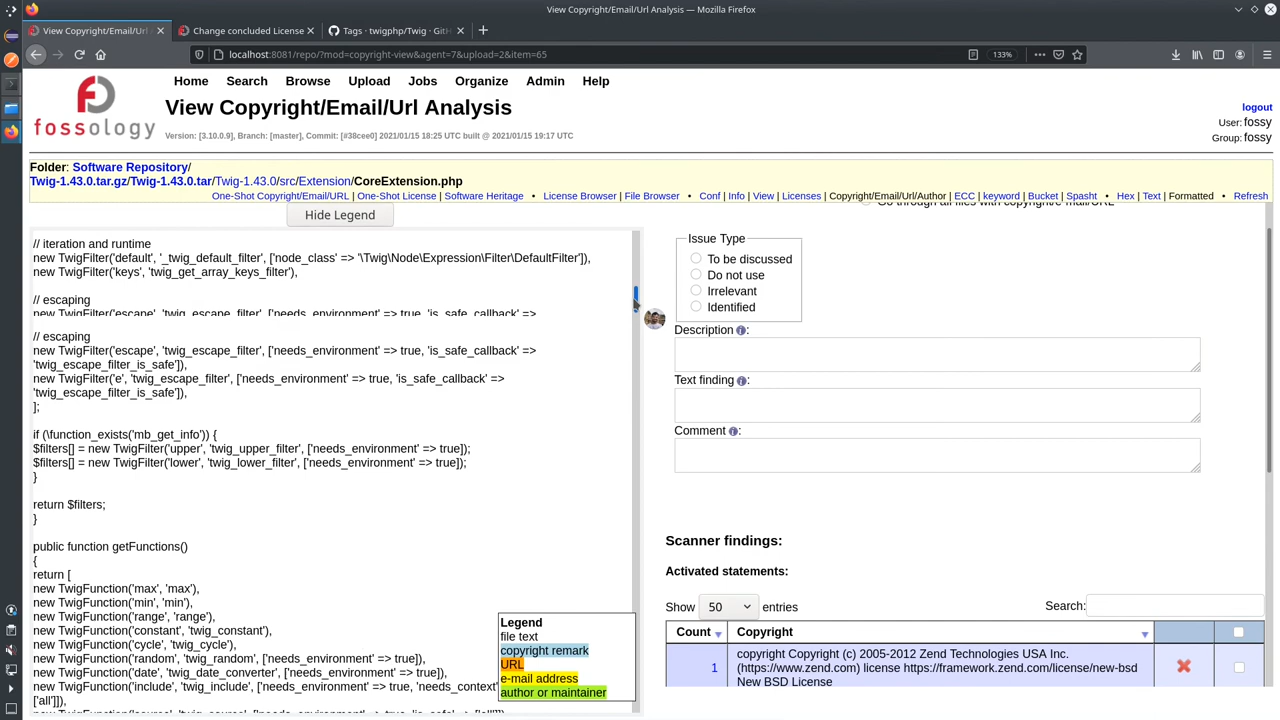 View Copyright/Email/Url Analysis — Mozilla Firefox
View Copyright/Email/Url
Change concluded License
Tags · twigphp/Twig · GitH
localhost:8081/repo/?mod=copyright-view&agent=7&upload=2&item=65
133%
Home Search Browse Upload Jobs Organize Admin Help
fossology
View Copyright/Email/Url Analysis
logout
Version: [3.10.0.9], Branch: [master], Commit: [#38cee0] 2021/01/15 18:25 UTC built @ 2021/01/15 19:17 UTC
User: fossy
Group: fossy
Folder: Software Repository/
Twig-1.43.0.tar.gz/Twig-1.43.0.tar/Twig-1.43.0/src/Extension/CoreExtension.php
One-Shot Copyright/Email/URL | One-Shot License | Software Heritage • License Browser | File Browser • Conf | Info | View | Licenses | Copyright/Email/Url/Author | ECC | keyword | Bucket | Spasht • Hex | Text | Formatted • Refresh
Hide Legend
// iteration and runtime
new TwigFilter('default', '_twig_default_filter', ['node_class' => '\Twig\Node\Expression\Filter\DefaultFilter']),
new TwigFilter('keys', 'twig_get_array_keys_filter'),
// escaping
new TwigFilter('escape', 'twig_escape_filter', ['needs_environment' => true, 'is_safe_callback' =>
// escaping
new TwigFilter('escape', 'twig_escape_filter', ['needs_environment' => true, 'is_safe_callback' =>
'twig_escape_filter_is_safe']),
new TwigFilter('e', 'twig_escape_filter', ['needs_environment' => true, 'is_safe_callback' =>
'twig_escape_filter_is_safe']),
];
if (\function_exists('mb_get_info')) {
$filters[] = new TwigFilter('upper', 'twig_upper_filter', ['needs_environment' => true]);
$filters[] = new TwigFilter('lower', 'twig_lower_filter', ['needs_environment' => true]);
}
return $filters;
}
public function getFunctions()
{
return [
new TwigFunction('max', 'max'),
new TwigFunction('min', 'min'),
new TwigFunction('range', 'range'),
new TwigFunction('constant', 'twig_constant'),
new TwigFunction('cycle', 'twig_cycle'),
new TwigFunction('random', 'twig_random', ['needs_environment' => true]),
new TwigFunction('date', 'twig_date_converter', ['needs_environment' => true]),
new TwigFunction('include', 'twig_include', ['needs_environment' => true, 'needs_context'
['all']]),
Legend
file text
copyright remark
URL
e-mail address
author or maintainer
Issue Type
To be discussed
Do not use
Irrelevant
Identified
Description :
Text finding :
Comment :
Scanner findings:
Activated statements:
Show 50 entries
Search:
Count Copyright
1
copyright Copyright (c) 2005-2012 Zend Technologies USA Inc.
(https://www.zend.com) license https://framework.zend.com/license/new-bsd
New BSD License